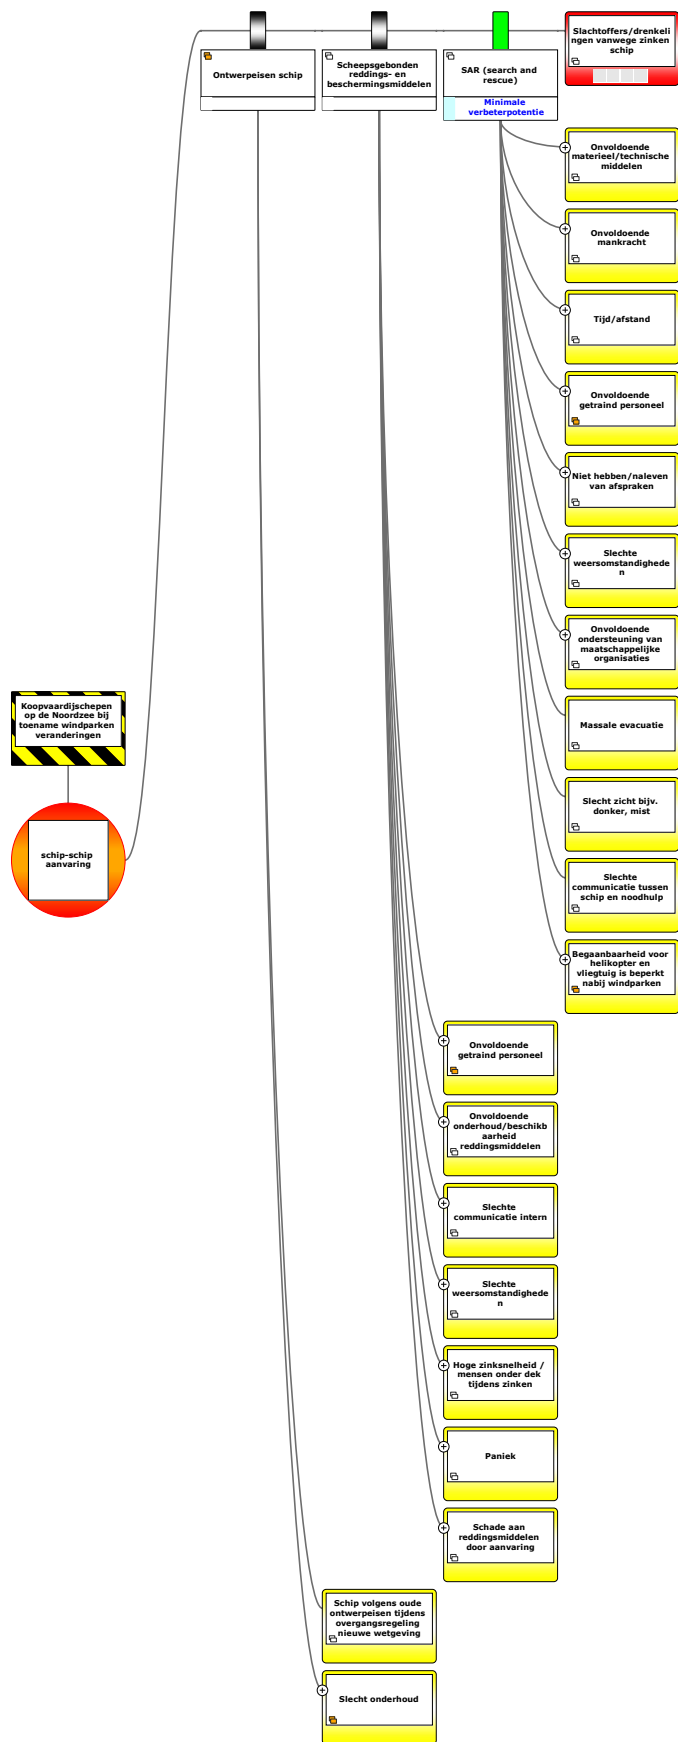 Ontwerpeisen schip
Scheepsgebonden
reddings- en
beschermingsmiddelen
SAR (search and
rescue)
Minimale
verbeterpotentie
Slachtoffers/drenkeli
ngen vanwege zinken
schip
Onvoldoende
materieel/technische
middelen
Onvoldoende
mankracht
Tijd/afstand
Onvoldoende
getraind personeel
Niet hebben/naleven
van afspraken
Slechte
weersomstandighede
n
Onvoldoende
ondersteuning van
maatschappelijke
organisaties
Massale evacuatie
Slecht zicht bijv.
donker, mist
Slechte
communicatie tussen
schip en noodhulp
Begaanbaarheid voor
helikopter en
vliegtuig is beperkt
nabij windparken
Koopvaardijschepen
op de Noordzee bij
toename windparken
veranderingen
schip-schip
aanvaring
Onvoldoende
getraind personeel
Onvoldoende
onderhoud/beschikb
aarheid
reddingsmiddelen
Slechte
communicatie intern
Slechte
weersomstandighede
n
Hoge zinksnelheid /
mensen onder dek
tijdens zinken
Paniek
Schade aan
reddingsmiddelen
door aanvaring
Schip volgens oude
ontwerpeisen tijdens
overgangsregeling
nieuwe wetgeving
Slecht onderhoud